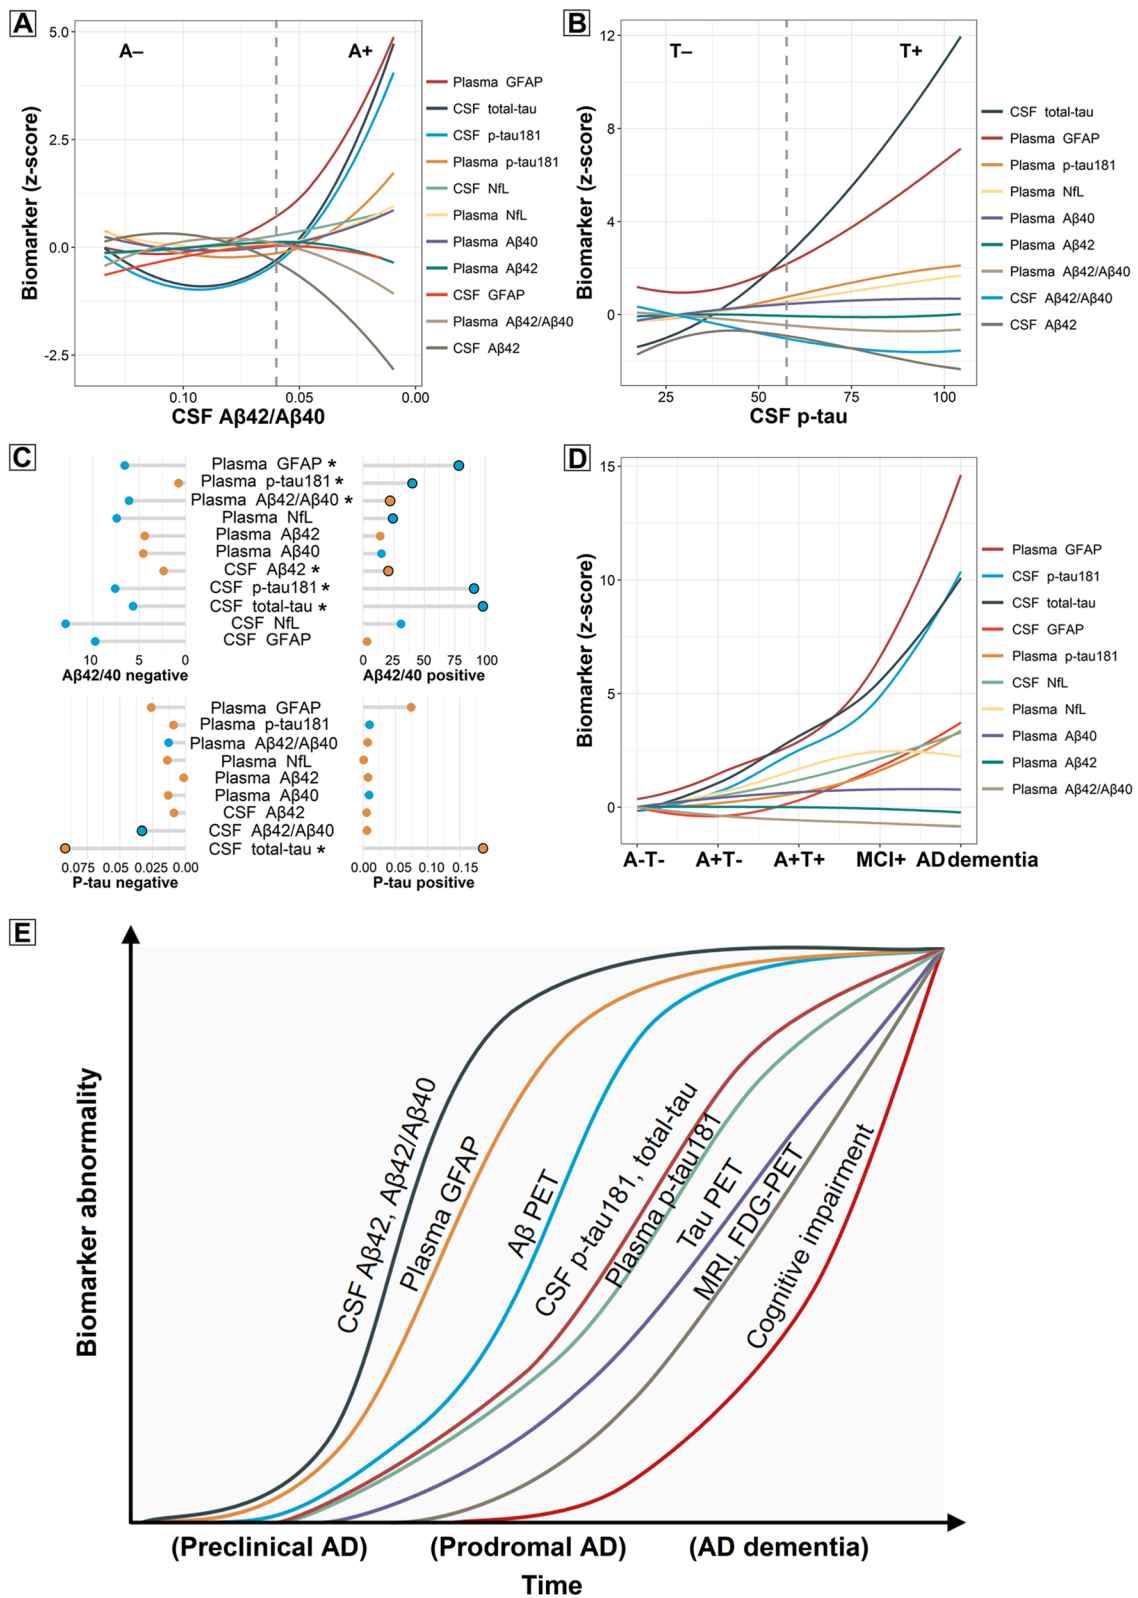 A
A–
A+
5.0
2.5
0.0
-2.5
Biomarker (z-score)
0.10
0.05
0.00
CSF Aβ42/Aβ40
Plasma GFAP
CSF total-tau
CSF p-tau181
Plasma p-tau181
CSF NfL
Plasma NfL
Plasma Aβ40
Plasma Aβ42
CSF GFAP
Plasma Aβ42/Aβ40
CSF Aβ42
B
T–
T+
12
8
4
0
Biomarker (z-score)
25
50
75
100
CSF p-tau
CSF total-tau
Plasma GFAP
Plasma p-tau181
Plasma NfL
Plasma Aβ40
Plasma Aβ42
Plasma Aβ42/Aβ40
CSF Aβ42/Aβ40
CSF Aβ42
C
Plasma GFAP *
Plasma p-tau181 *
Plasma Aβ42/Aβ40 *
Plasma NfL
Plasma Aβ42
Plasma Aβ40
CSF Aβ42 *
CSF p-tau181 *
CSF total-tau *
CSF NfL
CSF GFAP
10 5 0
0 25 50 75 100
Aβ42/40 negative
Aβ42/40 positive
Plasma GFAP
Plasma p-tau181
Plasma Aβ42/Aβ40
Plasma NfL
Plasma Aβ42
Plasma Aβ40
CSF Aβ42
CSF Aβ42/Aβ40
CSF total-tau *
0.075 0.05 0.025 0.00
0.00 0.05 0.10 0.15
P-tau negative
P-tau positive
D
15
10
5
0
Biomarker (z-score)
A-T-
A+T-
A+T+
MCI+
AD dementia
Plasma GFAP
CSF p-tau181
CSF total-tau
CSF GFAP
Plasma p-tau181
CSF NfL
Plasma NfL
Plasma Aβ40
Plasma Aβ42
Plasma Aβ42/Aβ40
E
Biomarker abnormality
CSF Aβ42, Aβ42/Aβ40
Plasma GFAP
Aβ PET
CSF p-tau181, total-tau
Plasma p-tau181
Tau PET
MRI, FDG-PET
Cognitive impairment
(Preclinical AD)
(Prodromal AD)
(AD dementia)
Time